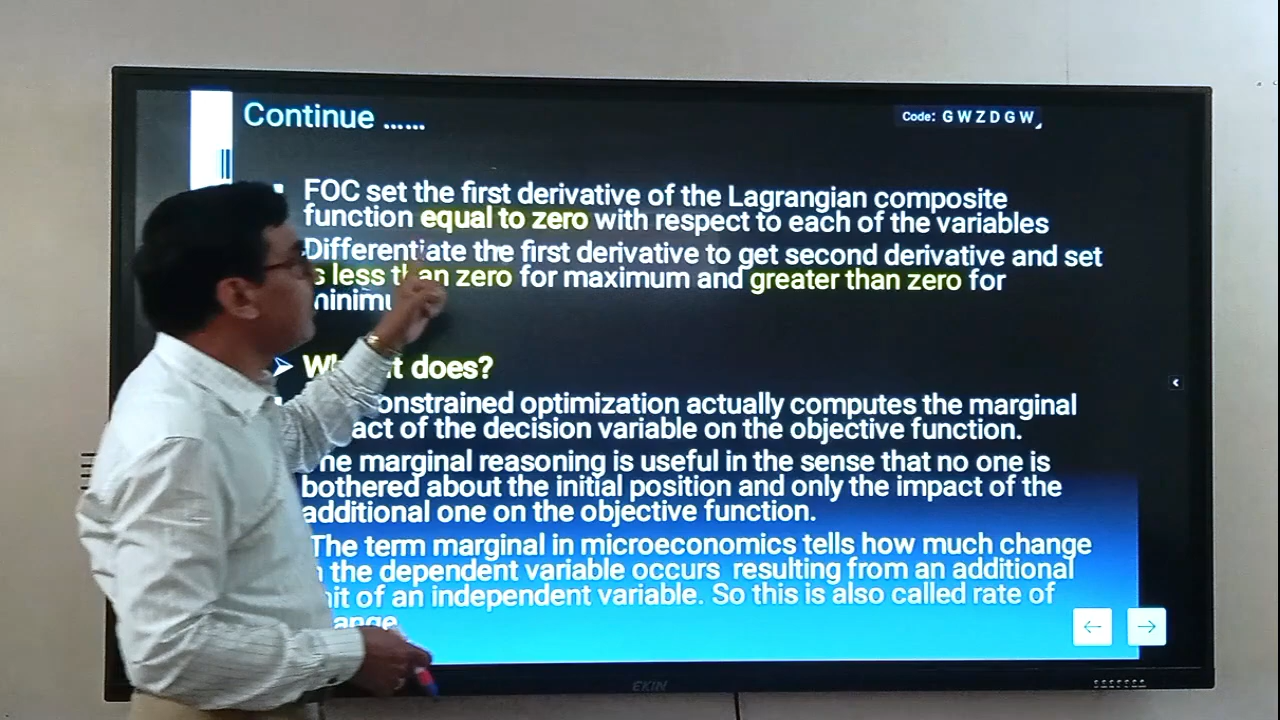 Continue ......
Code: G W Z D G W
FOC set the first derivative of the Lagrangian composite
function equal to zero with respect to each of the variables
Differentiate the first derivative to get second derivative and set
less than zero for maximum and greater than zero for
does?
optimization actually computes the marginal
of the decision variable on the objective function.
marginal reasoning is useful in the sense that no one is
bothered about the initial position and only the impact of the
additional one on the objective function.
The term marginal in microeconomics tells how much change
the dependent variable occurs resulting from an additional
of an independent variable. So this is also called rate of
EKIN